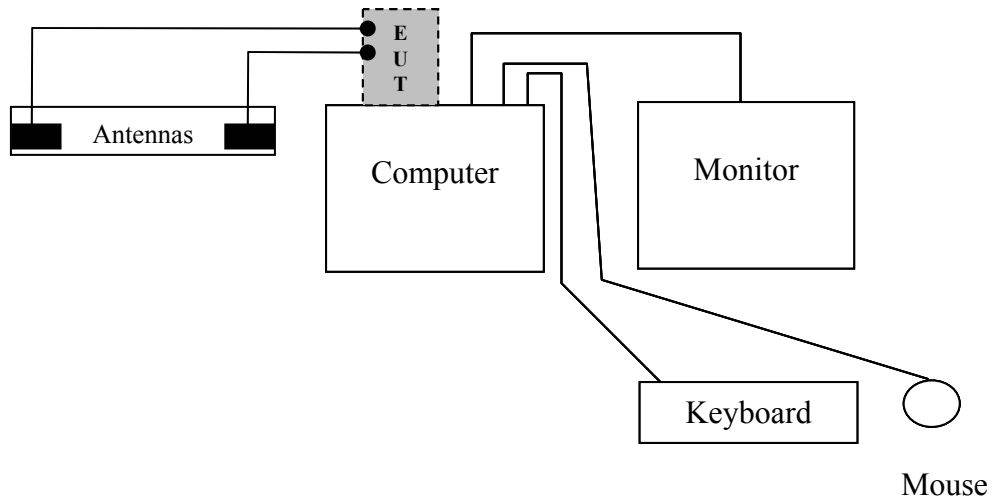 E
U
T
Antennas
Computer
Monitor
Keyboard
Mouse